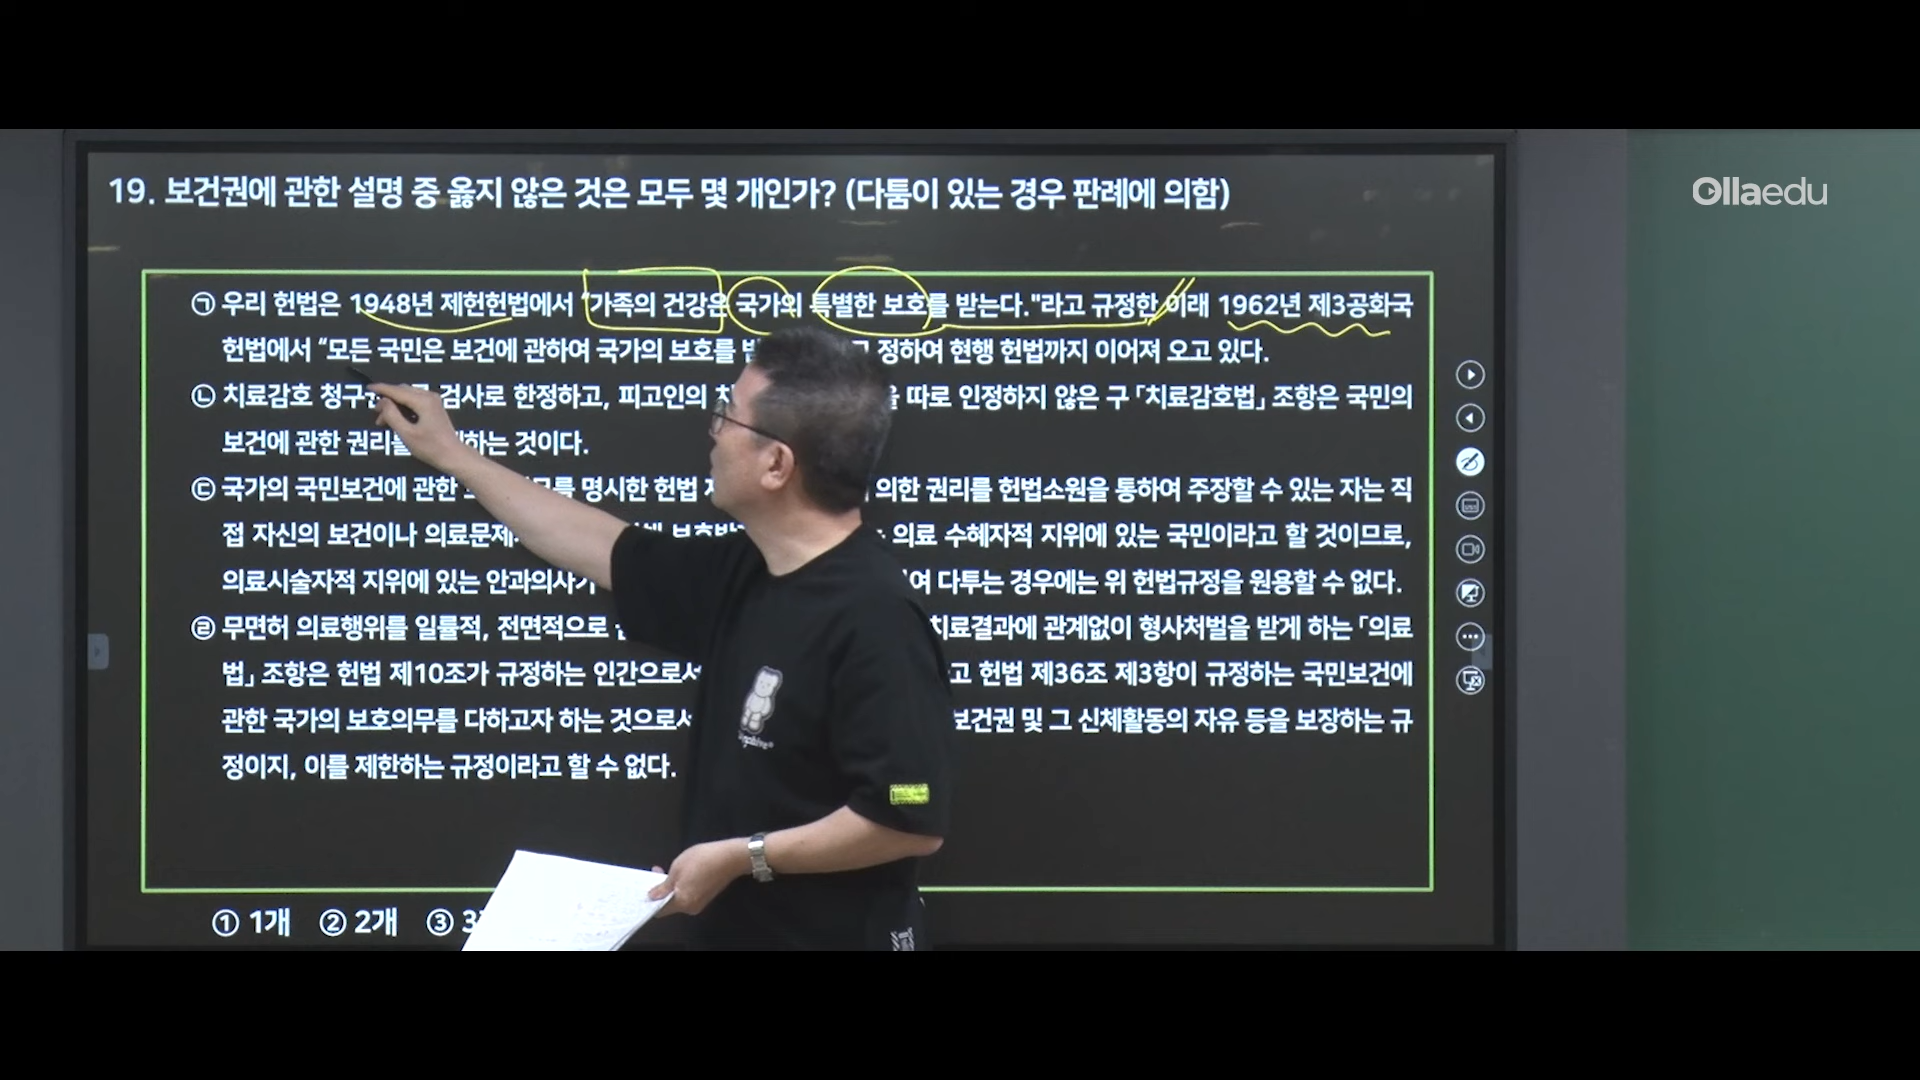 Ollaedu
19. 보건권에 관한 설명 중 옳지 않은 것은 모두 몇 개인가? (다툼이 있는 경우 판례에 의함)
㉠ 우리 헌법은 1948년 제헌헌법에서 "가족의 건강은 국가의 특별한 보호를 받는다."라고 규정한 이래 1962년 제3공화국
헌법에서 "모든 국민은 보건에 관하여 국가의 보호를 정하여 현행 헌법까지 이어져 오고 있다.
㉡ 치료감호 검사로 한정하고, 피고인의 따로 인정하지 않은 구 「치료감호법」 조항은 국민의
보건에 관한 것이다.
㉢ 국가의 국민보건에 관한 명시한 헌법 의한 권리를 헌법소원을 통하여 주장할 수 있는 자는 직
접 자신의 보건이나 의료 수혜자적 지위에 있는 국민이라고 할 것이므로,
의료시술자적 지위에 있는 안과의사가 다투는 경우에는 위 헌법규정을 원용할 수 없다.
㉣ 무면허 의료행위를 일률적, 전면적으로 치료결과에 관계없이 형사처벌을 받게 하는 「의료
법」 조항은 헌법 제10조가 규정하는 헌법 제36조 제3항이 규정하는 국민보건에
관한 국가의 보호의무를 다하고자 하는 것으로서 보건권 및 그 신체활동의 자유 등을 보장하는 규
정이지, 이를 제한하는 규정이라고 할 수 없다.
① 1개 ② 2개 ③